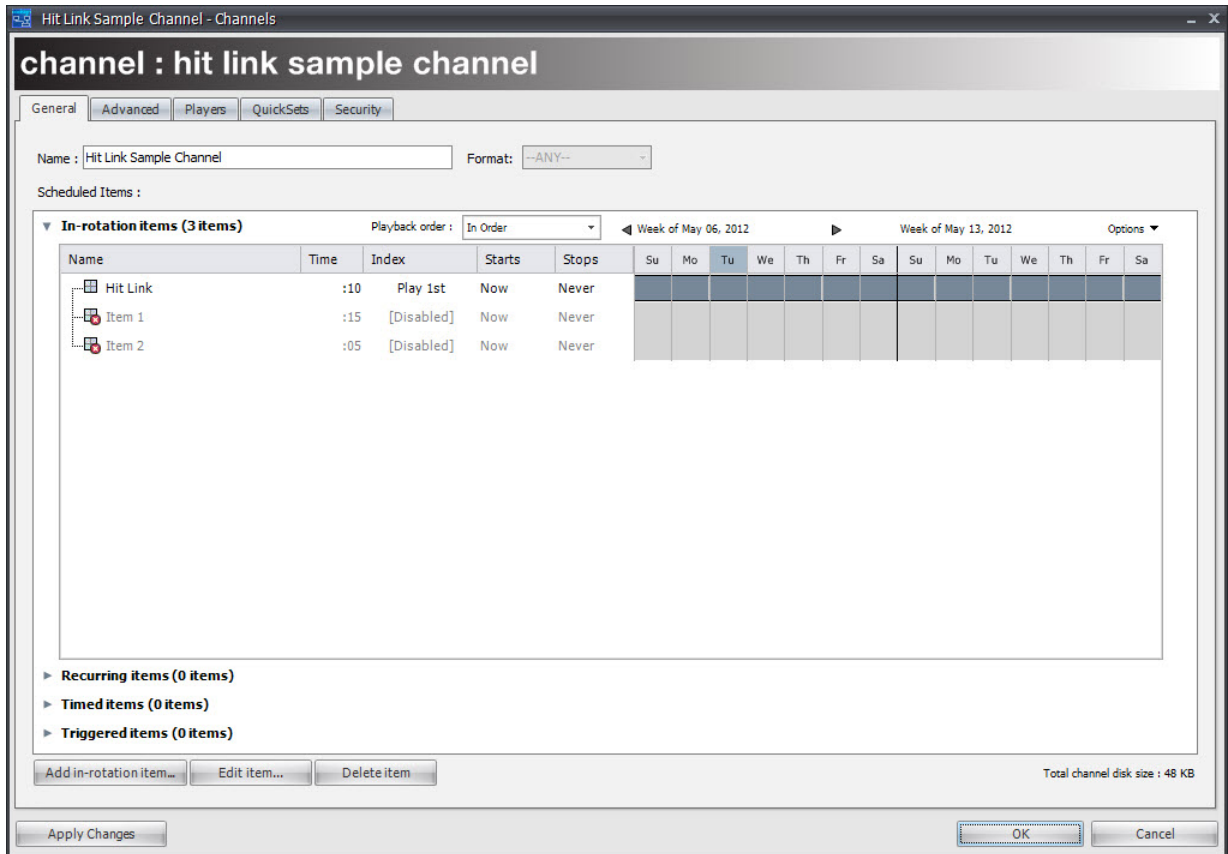 Hit Link Sample Channel - Channels
channel : hit link sample channel
General Advanced Players QuickSets Security
Name : Hit Link Sample Channel Format: --ANY--
Scheduled Items :
In-rotation items (3 items) Playback order : In Order Week of May 06, 2012 Week of May 13, 2012 Options
Name Time Index Starts Stops Su Mo Tu We Th Fr Sa Su Mo Tu We Th Fr Sa
Hit Link :10 Play 1st Now Never
Item 1 :15 [Disabled] Now Never
Item 2 :05 [Disabled] Now Never
Recurring items (0 items)
Timed items (0 items)
Triggered items (0 items)
Add in-rotation item... Edit item... Delete item Total channel disk size : 48 KB
Apply Changes OK Cancel